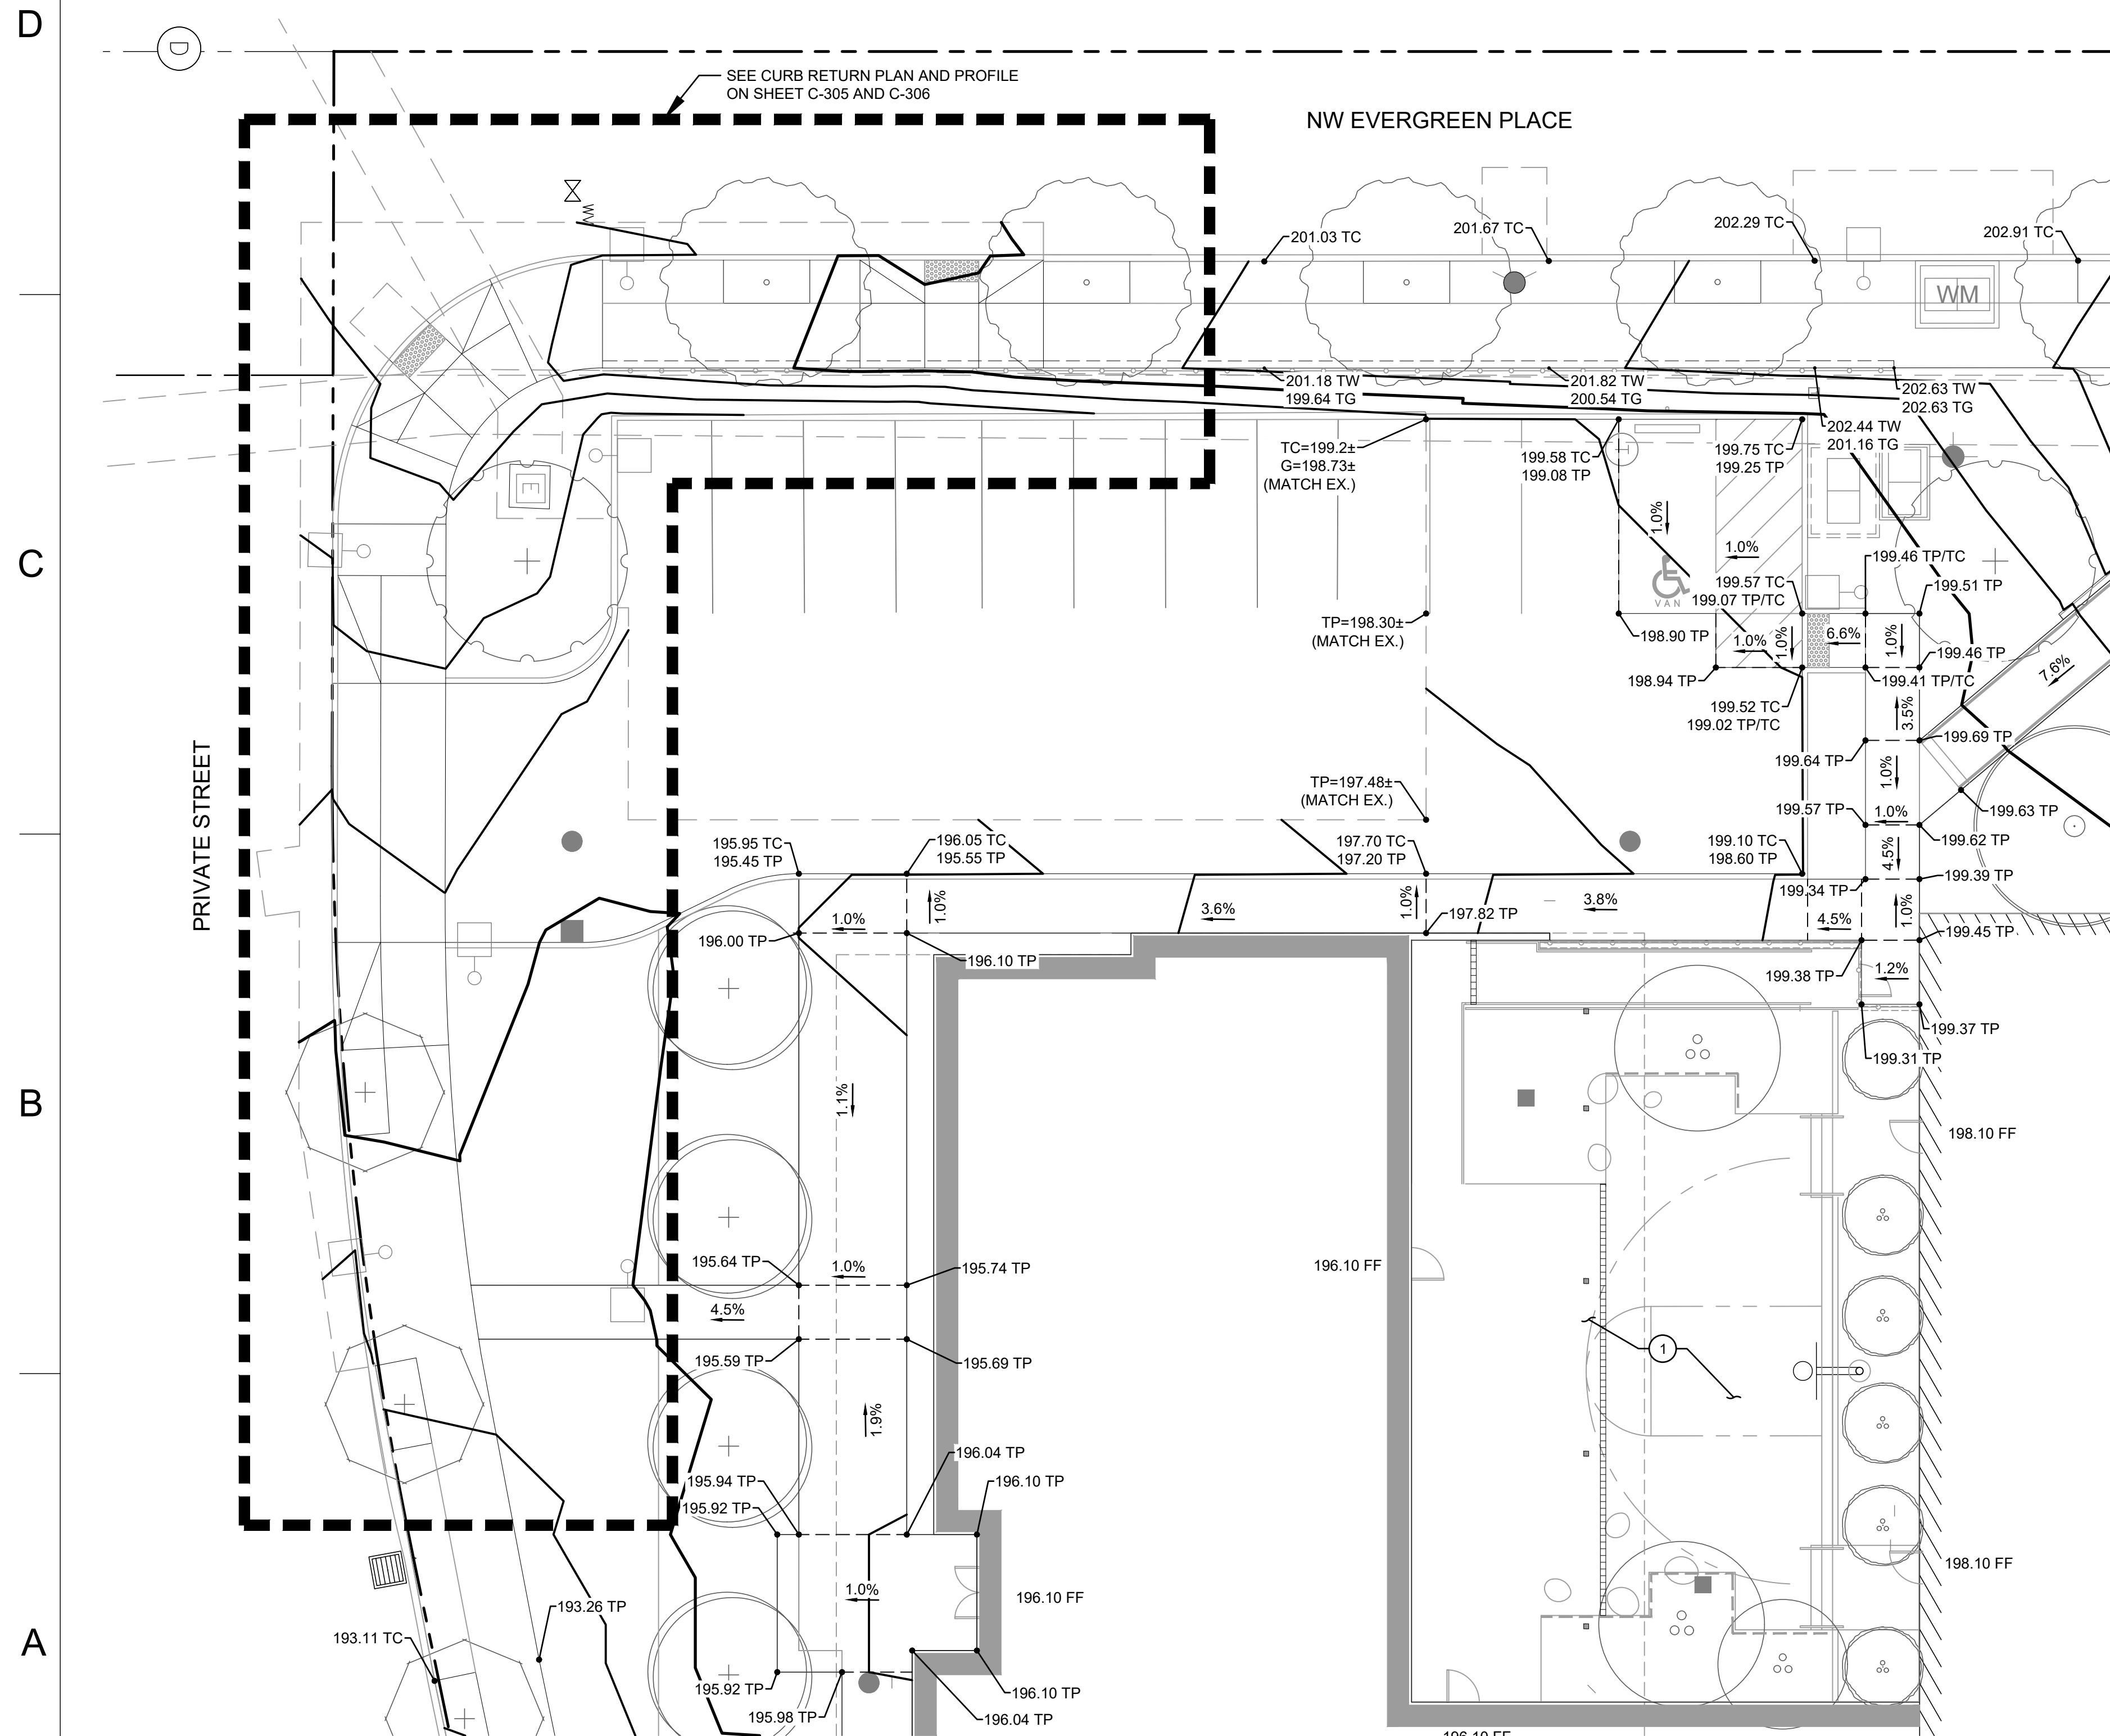 D
D
SEE CURB RETURN PLAN AND PROFILE
ON SHEET C-305 AND C-306
NW EVERGREEN PLACE
201.03 TC
201.67 TC
202.29 TC
202.91 TC
WM
201.18 TW
199.64 TG
201.82 TW
200.54 TG
202.63 TW
202.63 TG
202.44 TW
201.16 TG
TC=199.2±
G=198.73±
(MATCH EX.)
199.58 TC
199.08 TP
199.75 TC
199.25 TP
E
C
1.0%
1.0%
199.46 TP/TC
199.51 TP
199.57 TC
199.07 TP/TC
VAN
TP=198.30±
(MATCH EX.)
198.90 TP
1.0%
1.0%
6.6%
1.0%
199.46 TP
7.6%
198.94 TP
199.41 TP/TC
199.52 TC
199.02 TP/TC
3.5%
199.69 TP
199.64 TP
1.0%
PRIVATE STREET
TP=197.48±
(MATCH EX.)
199.57 TP
1.0%
199.63 TP
195.95 TC
195.45 TP
196.05 TC
195.55 TP
197.70 TC
197.20 TP
199.10 TC
198.60 TP
199.62 TP
4.5%
199.39 TP
199.34 TP
1.0%
1.0%
3.6%
1.0%
197.82 TP
3.8%
4.5%
1.0%
199.45 TP
196.00 TP
196.10 TP
199.38 TP
1.2%
199.37 TP
199.31 TP
B
1.1%
198.10 FF
195.64 TP
1.0%
195.74 TP
196.10 FF
4.5%
195.59 TP
195.69 TP
1
1.9%
196.04 TP
195.94 TP
196.10 TP
195.92 TP
198.10 FF
1.0%
196.10 FF
193.26 TP
A
193.11 TC
195.92 TP
196.10 TP
195.98 TP
196.04 TP
196.10 FF